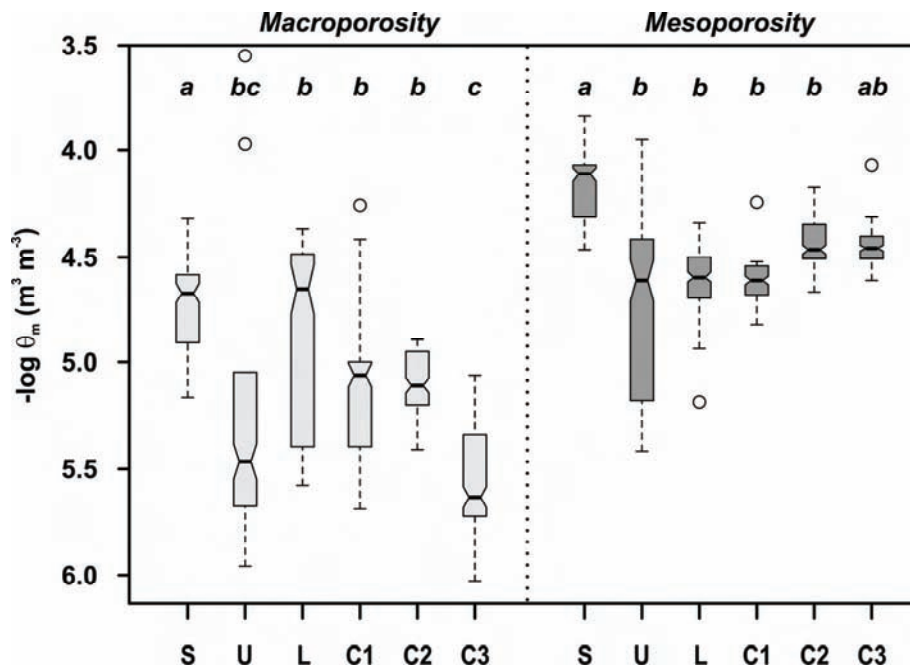 Macroporosity Mesoporosity
3.5
a bc b b b c a b b b b ab
4.0
4.5
5.0
5.5
6.0
-log θm (m³ m⁻³)
S U L C1 C2 C3 S U L C1 C2 C3